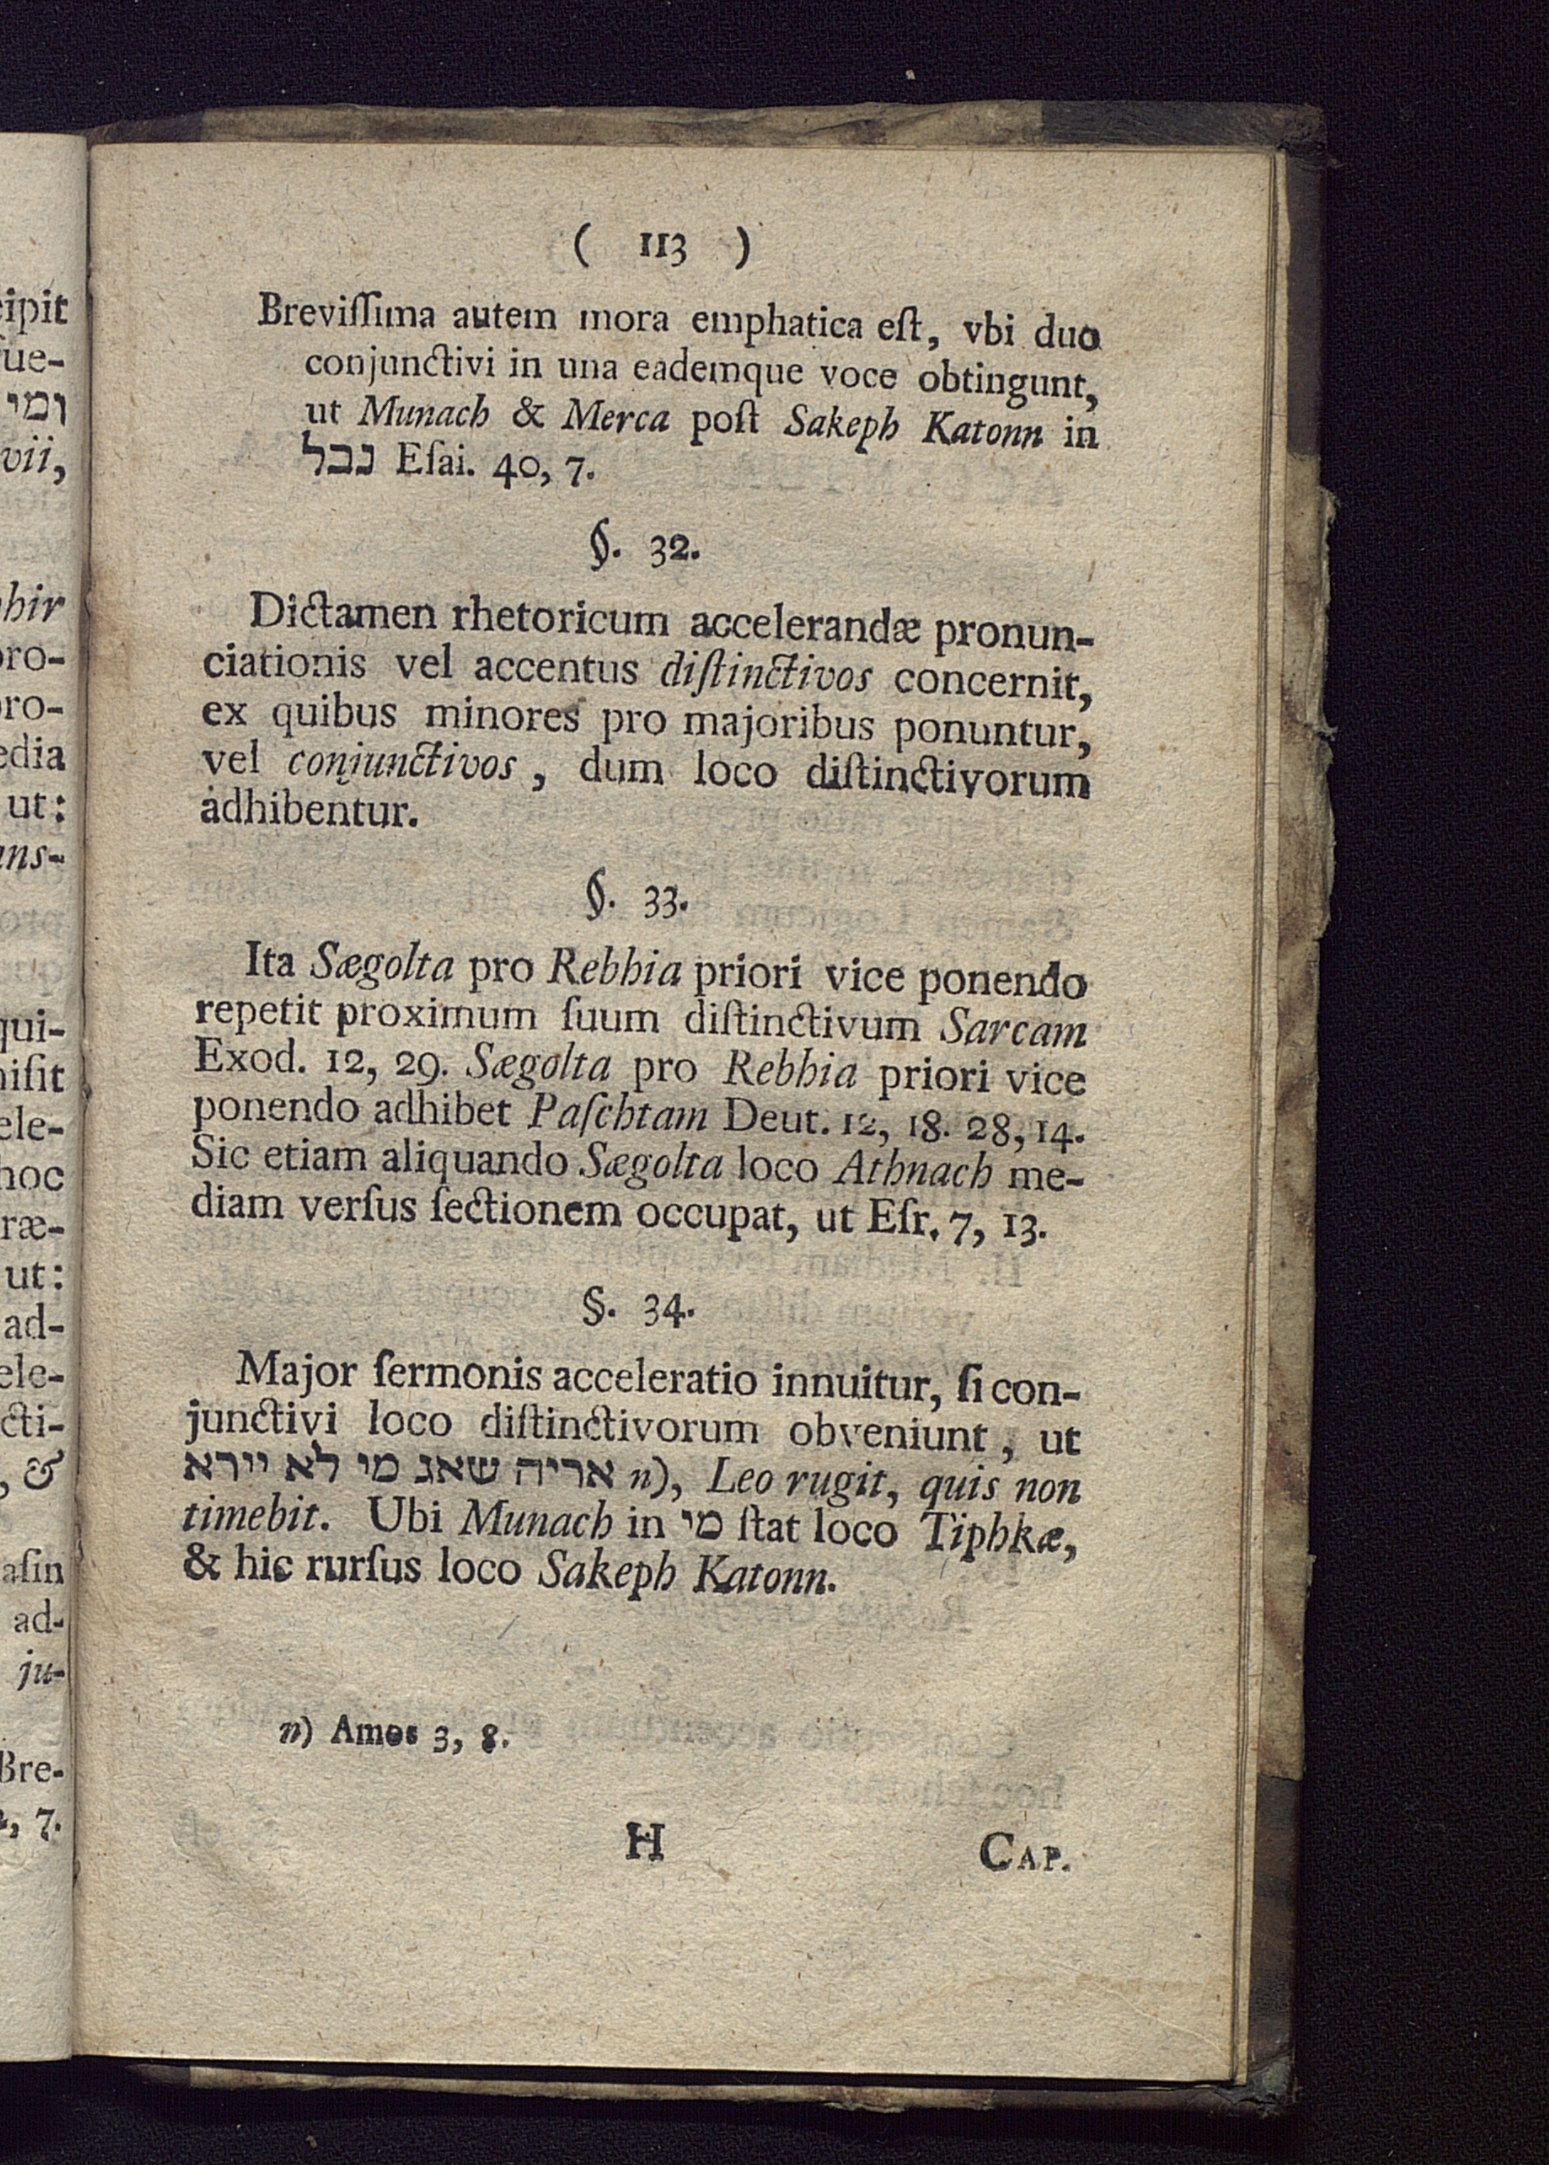 ( 113 )
Breviſſima autem mora emphatica eſt, vbi duo
conjunctivi in una eademque voce obtingunt,
ut Munach & Merca poſt Sakeph Katonn in
נבל Eſai. 40, 7.
§. 32.
Dictamen rhetoricum accelerandæ pronun-
ciationis vel accentus diſtinctivos concernit,
ex quibus minores pro majoribus ponuntur,
vel conjunctivos, dum loco diſtinctivorum
adhibentur.
§. 33.
Ita Sægolta pro Rebhia priori vice ponendo
repetit proximum ſuum diſtinctivum Sarcam
Exod. 12, 29. Sægolta pro Rebhia priori vice
ponendo adhibet Paſchtam Deut. 12, 18. 28, 14.
Sic etiam aliquando Sægolta loco Athnach me-
diam verſus ſectionem occupat, ut Eſr. 7, 13.
§. 34.
Major ſermonis acceleratio innuitur, ſi con-
junctivi loco diſtinctivorum obveniunt, ut
אריה שאג מי לא יירא n), Leo rugit, quis non
timebit. Ubi Munach in מי ſtat loco Tiphkæ,
& hic rurſus loco Sakeph Katonn.
n) Amos 3, 8.
H
CAP.